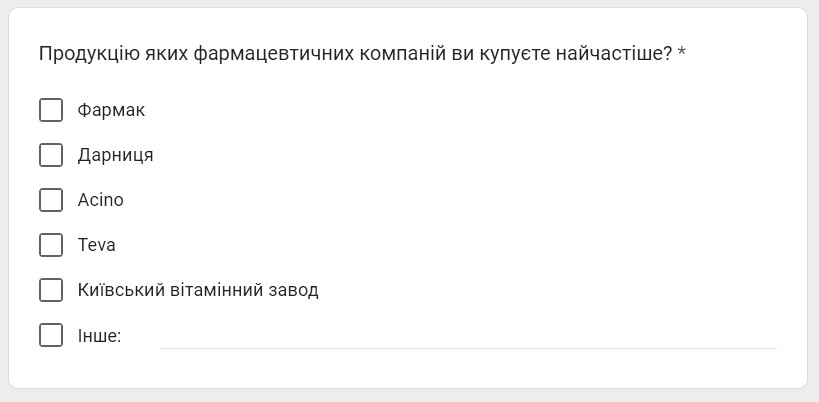 Продукцію яких фармацевтичних компаній ви купуєте найчастіше? *
Фармак
Дарниця
Acino
Teva
Київський вітамінний завод
Інше: